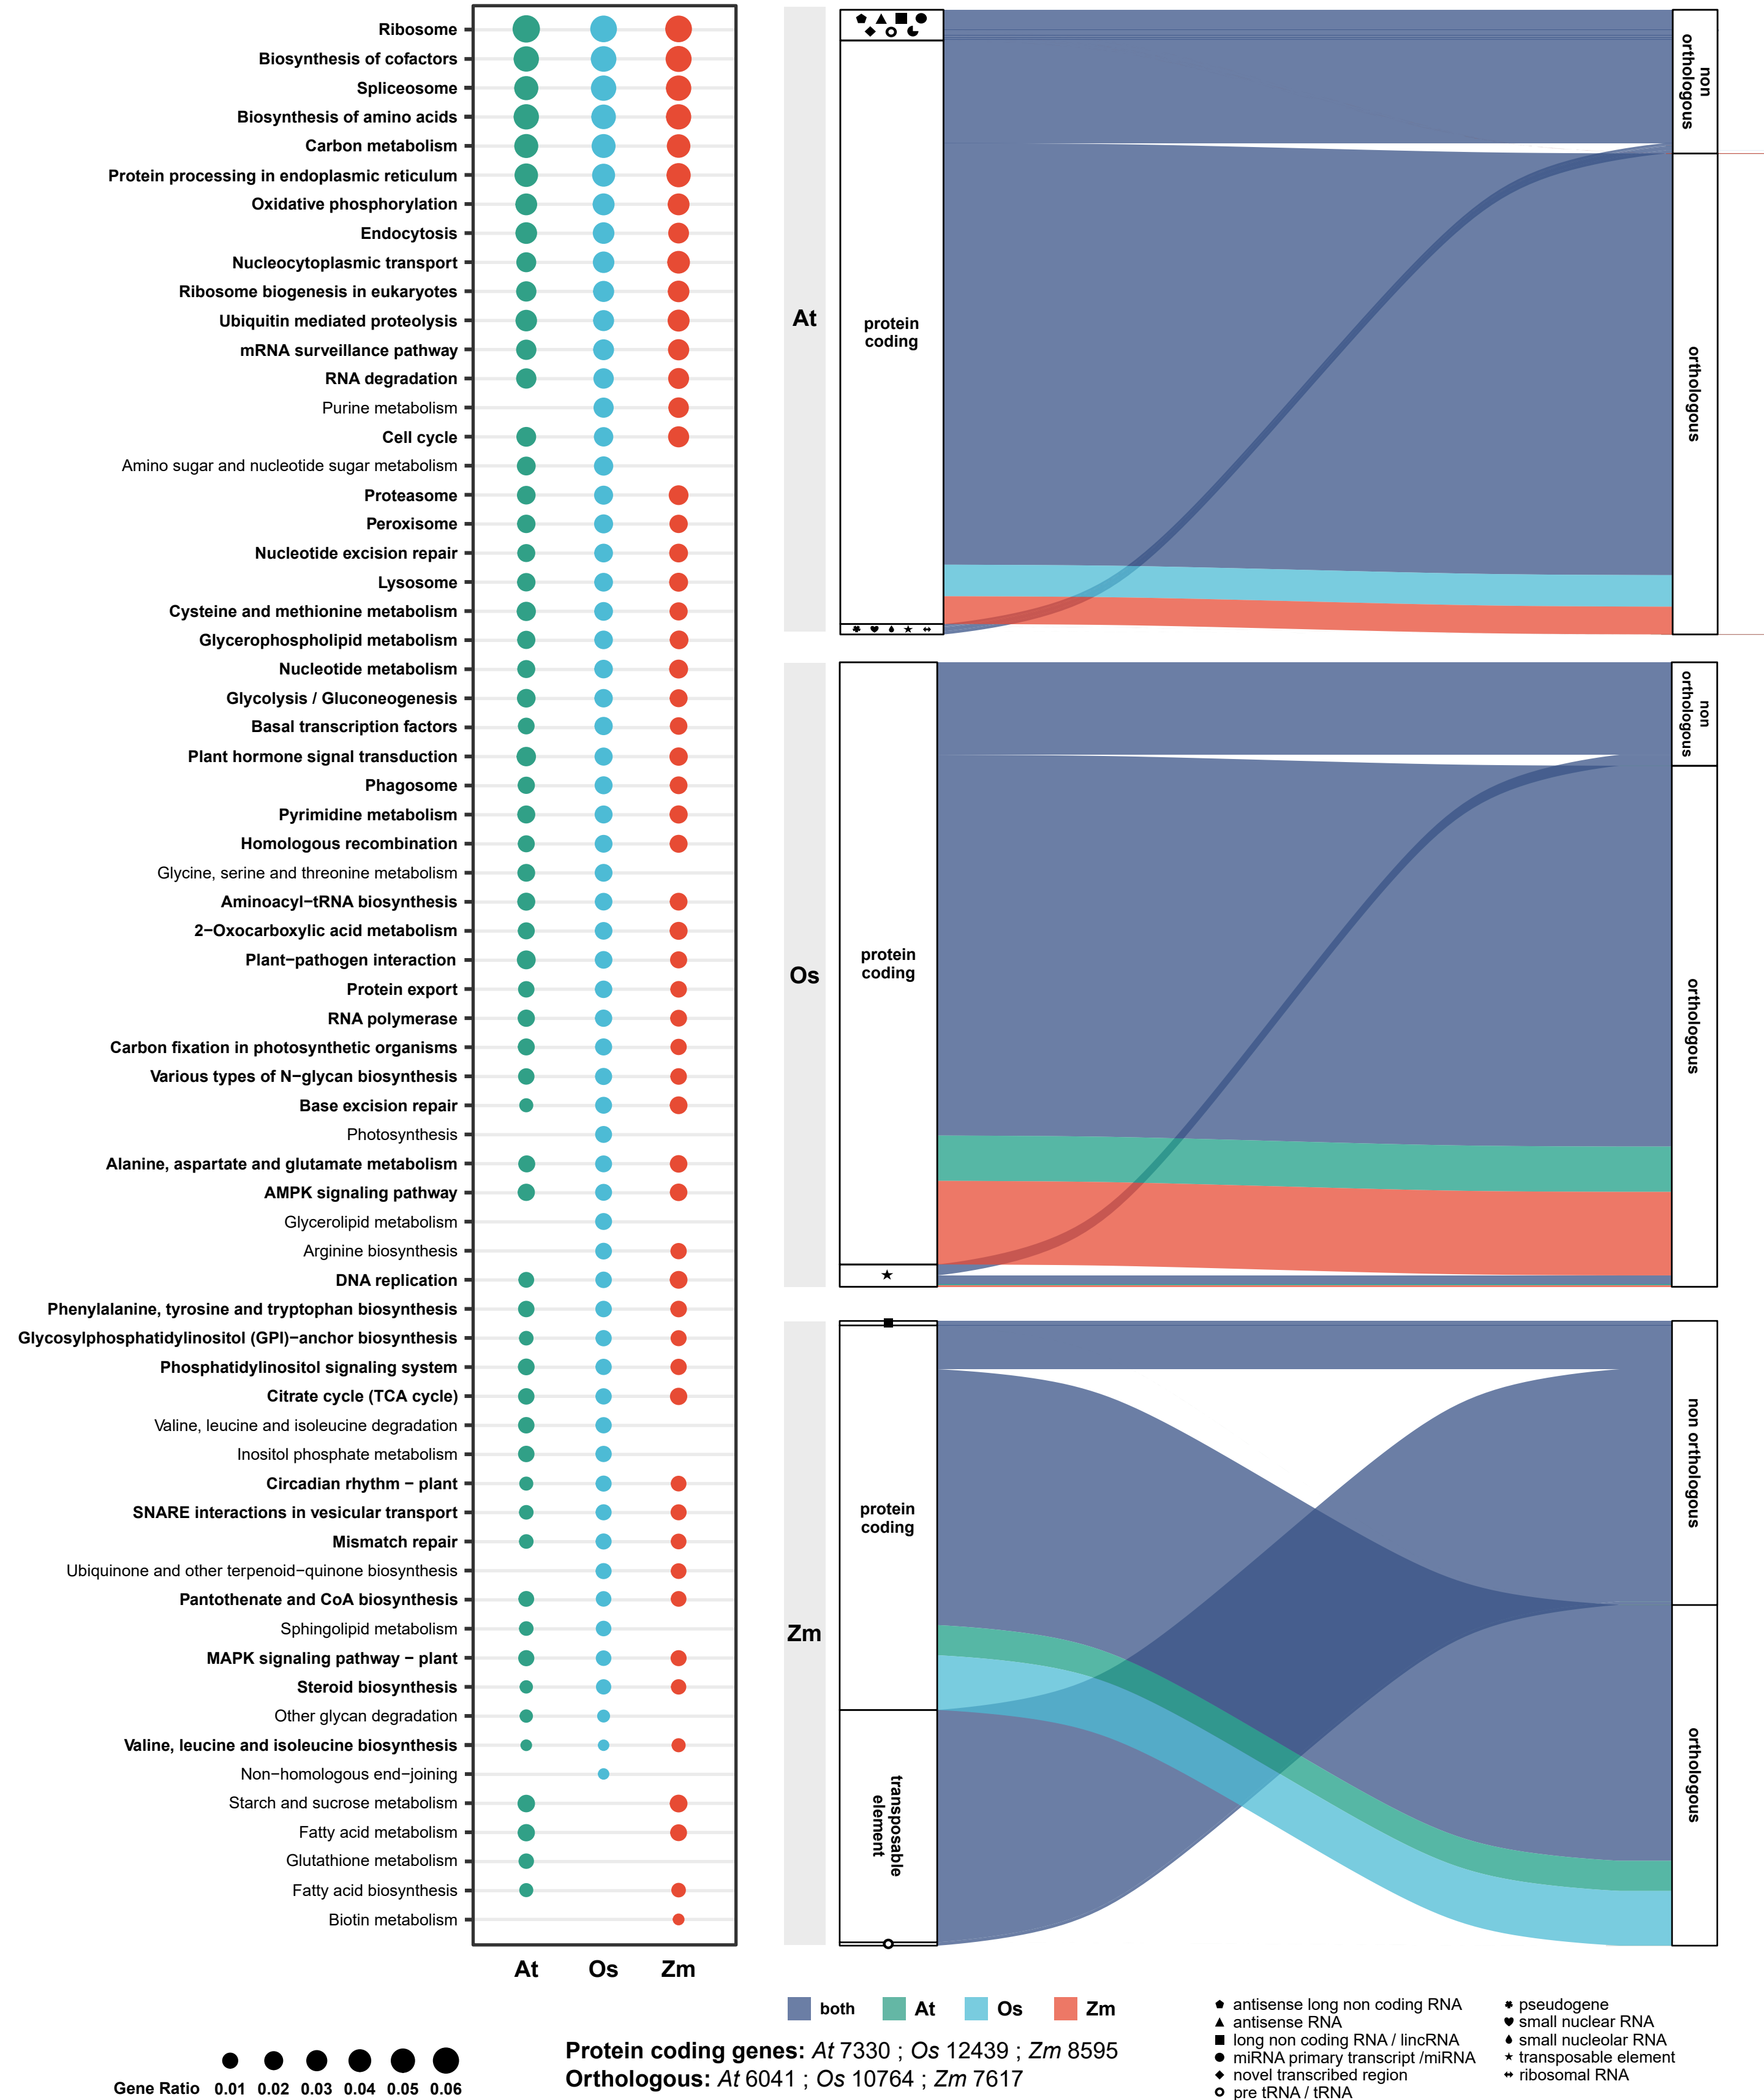 Ribosome
Biosynthesis of cofactors
Spliceosome
Biosynthesis of amino acids
Carbon metabolism
Protein processing in endoplasmic reticulum
Oxidative phosphorylation
Endocytosis
Nucleocytoplasmic transport
Ribosome biogenesis in eukaryotes
Ubiquitin mediated proteolysis
mRNA surveillance pathway
RNA degradation
Purine metabolism
Cell cycle
Amino sugar and nucleotide sugar metabolism
Proteasome
Peroxisome
Nucleotide excision repair
Lysosome
Cysteine and methionine metabolism
Glycerophospholipid metabolism
Nucleotide metabolism
Glycolysis / Gluconeogenesis
Basal transcription factors
Plant hormone signal transduction
Phagosome
Pyrimidine metabolism
Homologous recombination
Glycine, serine and threonine metabolism
Aminoacyl−tRNA biosynthesis
2−Oxocarboxylic acid metabolism
Plant−pathogen interaction
Protein export
RNA polymerase
Carbon fixation in photosynthetic organisms
Various types of N−glycan biosynthesis
Base excision repair
Photosynthesis
Alanine, aspartate and glutamate metabolism
AMPK signaling pathway
Glycerolipid metabolism
Arginine biosynthesis
DNA replication
Phenylalanine, tyrosine and tryptophan biosynthesis
Glycosylphosphatidylinositol (GPI)−anchor biosynthesis
Phosphatidylinositol signaling system
Citrate cycle (TCA cycle)
Valine, leucine and isoleucine degradation
Inositol phosphate metabolism
Circadian rhythm − plant
SNARE interactions in vesicular transport
Mismatch repair
Ubiquinone and other terpenoid−quinone biosynthesis
Pantothenate and CoA biosynthesis
Sphingolipid metabolism
MAPK signaling pathway − plant
Steroid biosynthesis
Other glycan degradation
Valine, leucine and isoleucine biosynthesis
Non−homologous end−joining
Starch and sucrose metabolism
Fatty acid metabolism
Glutathione metabolism
Fatty acid biosynthesis
Biotin metabolism
At Os Zm
Gene Ratio 0.01 0.02 0.03 0.04 0.05 0.06
At
protein
coding
non
orthologous
orthologous
Os
protein
coding
non
orthologous
orthologous
Zm
protein
coding
transposable
element
non orthologous
orthologous
both At Os Zm
Protein coding genes: At 7330 ; Os 12439 ; Zm 8595
Orthologous: At 6041 ; Os 10764 ; Zm 7617
antisense long non coding RNA
antisense RNA
long non coding RNA / lincRNA
miRNA primary transcript /miRNA
novel transcribed region
pre tRNA / tRNA
pseudogene
small nuclear RNA
small nucleolar RNA
transposable element
ribosomal RNA